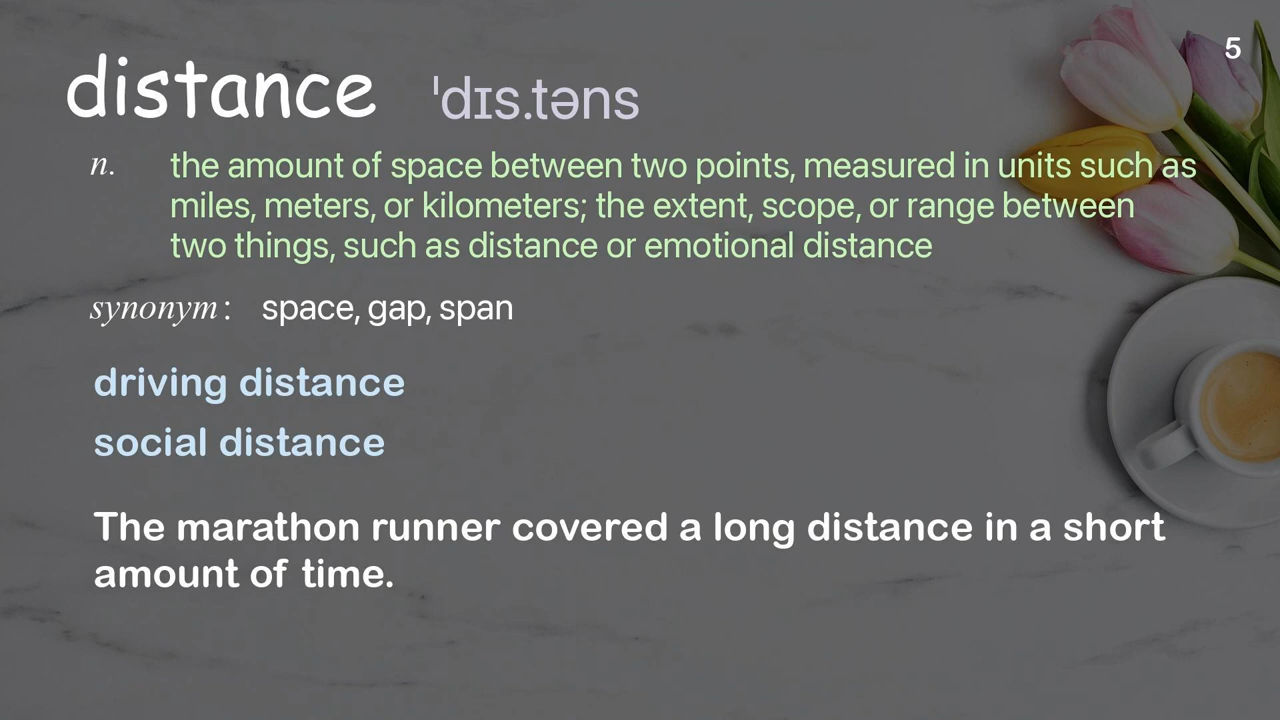 5
distance ˈdɪs.təns
n. the amount of space between two points, measured in units such as
miles, meters, or kilometers; the extent, scope, or range between
two things, such as distance or emotional distance
synonym: space, gap, span
driving distance
social distance
The marathon runner covered a long distance in a short
amount of time.